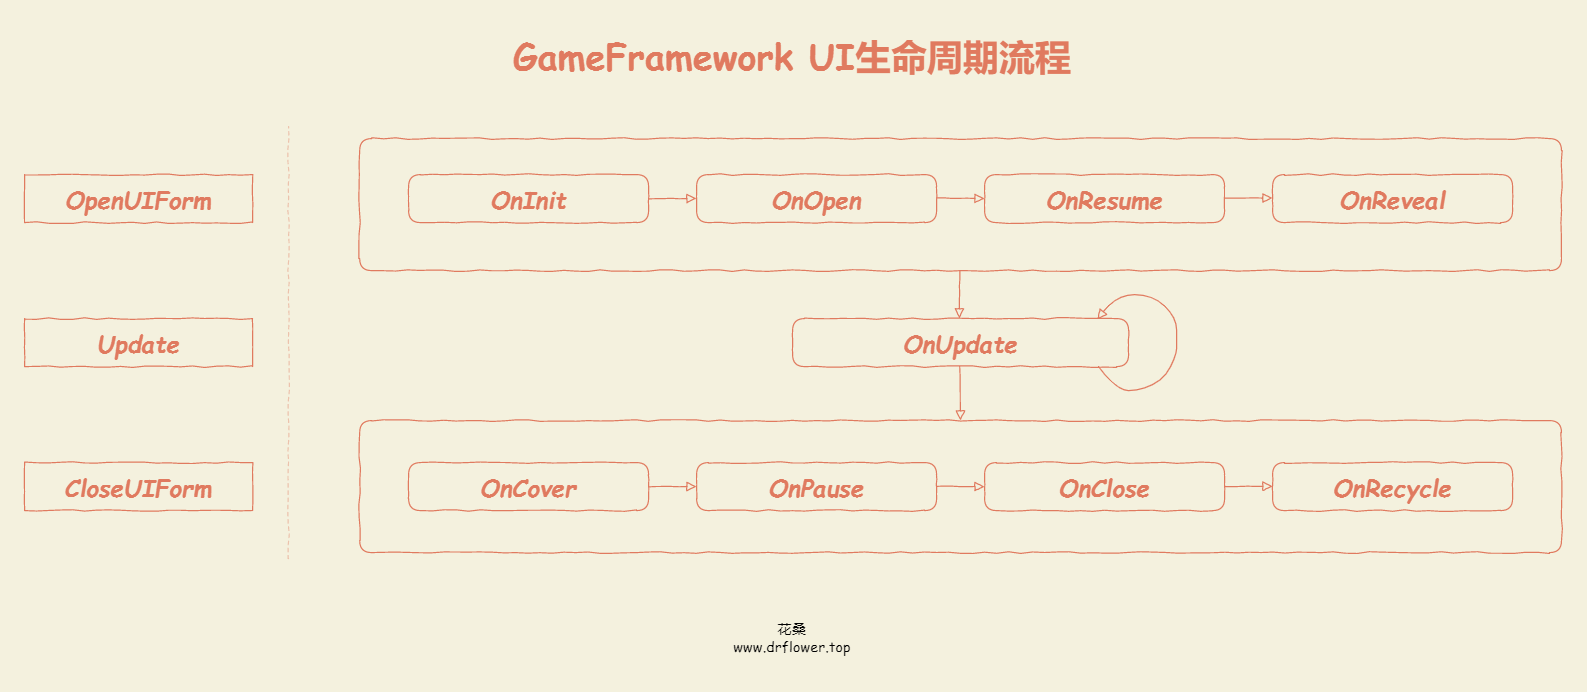 GameFramework UI生命周期流程
OpenUIForm
OnInit
OnOpen
OnResume
OnReveal
Update
OnUpdate
CloseUIForm
OnCover
OnPause
OnClose
OnRecycle
花桑
www.drflower.top